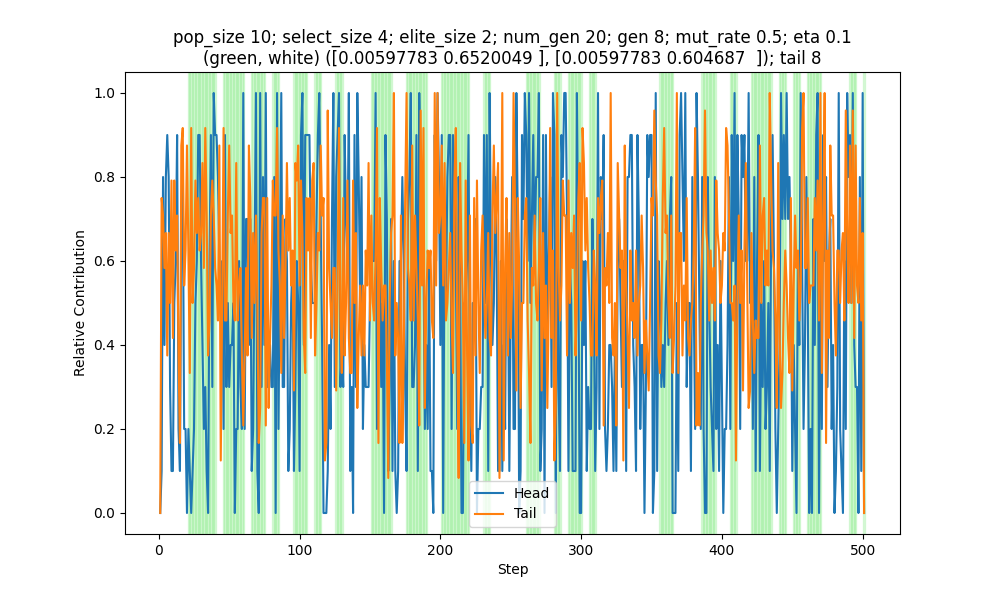 pop_size 10; select_size 4; elite_size 2; num_gen 20; gen 8; mut_rate 0.5; eta 0.1
(green, white) ([0.00597783 0.6520049 ], [0.00597783 0.604687  ]); tail 8
1.0
0.8
0.6
0.4
0.2
0.0
Relative Contribution
Head
Tail
0
100
200
300
400
500
Step